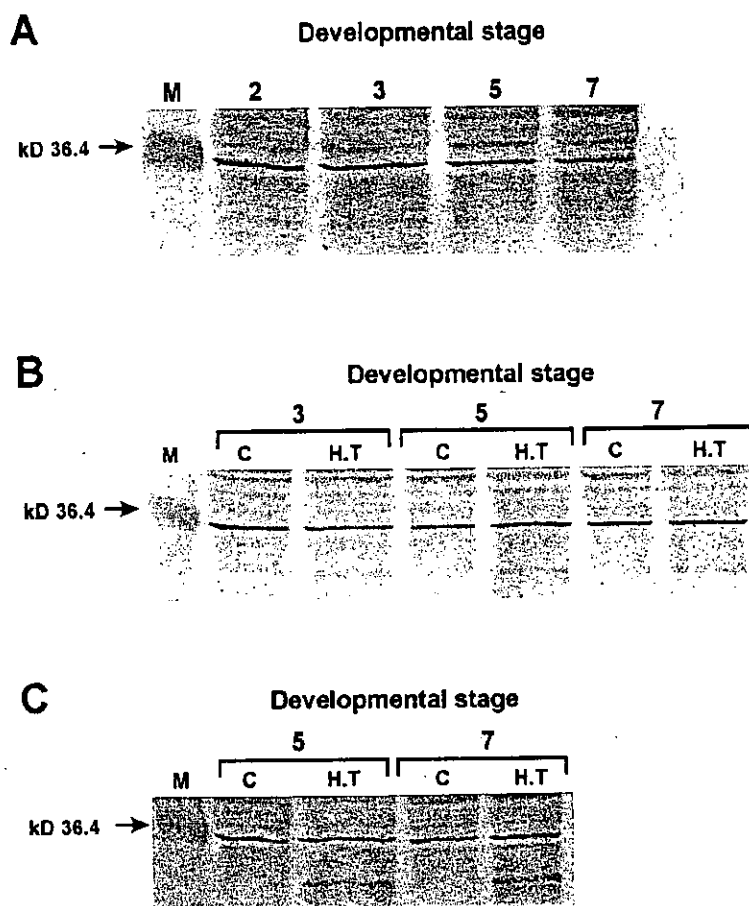 A
Developmental stage
M 2 3 5 7
kD 36.4
B
Developmental stage
3 5 7
M C H.T C H.T C H.T
kD 36.4
C
Developmental stage
5 7
M C H.T C H.T
kD 36.4